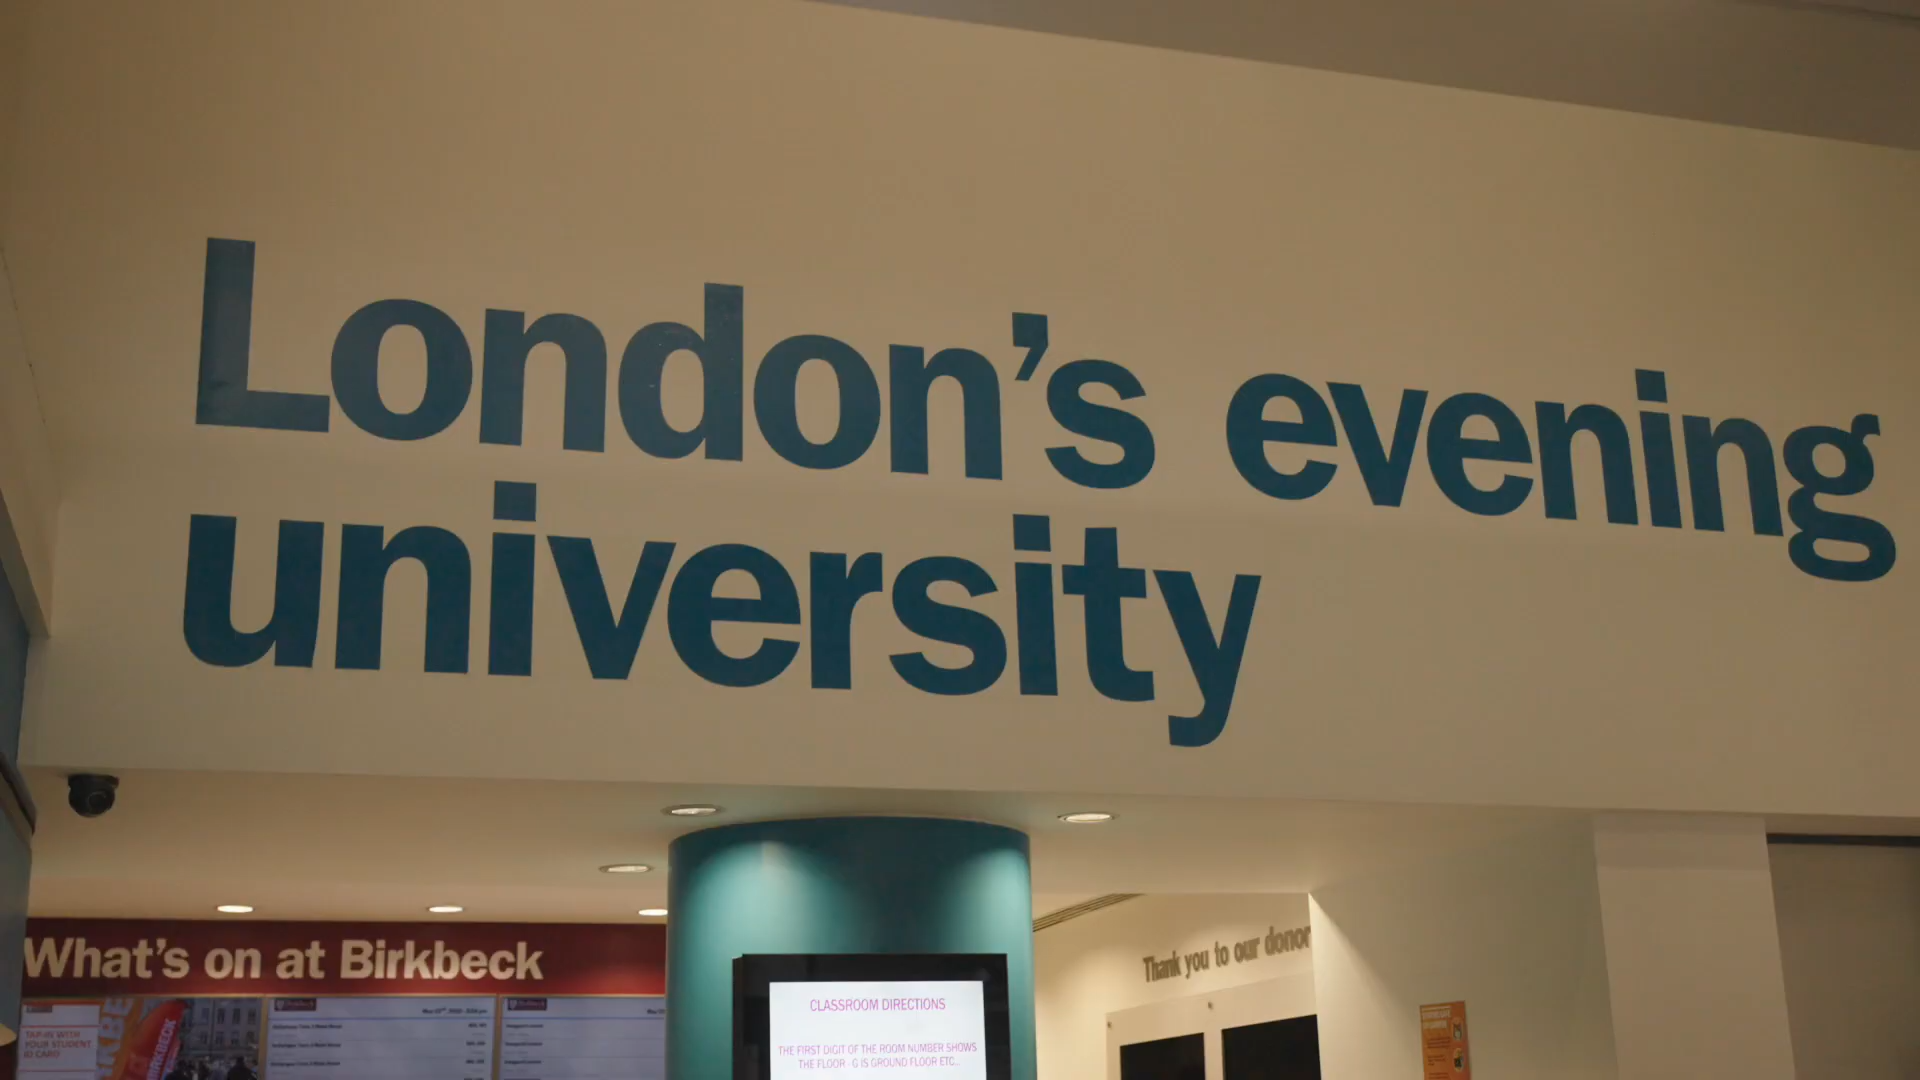 London's evening
university
What's on at Birkbeck
Thank you to our donor
CLASSROOM DIRECTIONS
THE FIRST DIGIT OF THE ROOM NUMBER SHOWS
THE FLOOR - G IS GROUND FLOOR ETC..
TAP-IN WITH
YOUR STUDENT
ID CARD
BIRKBECK